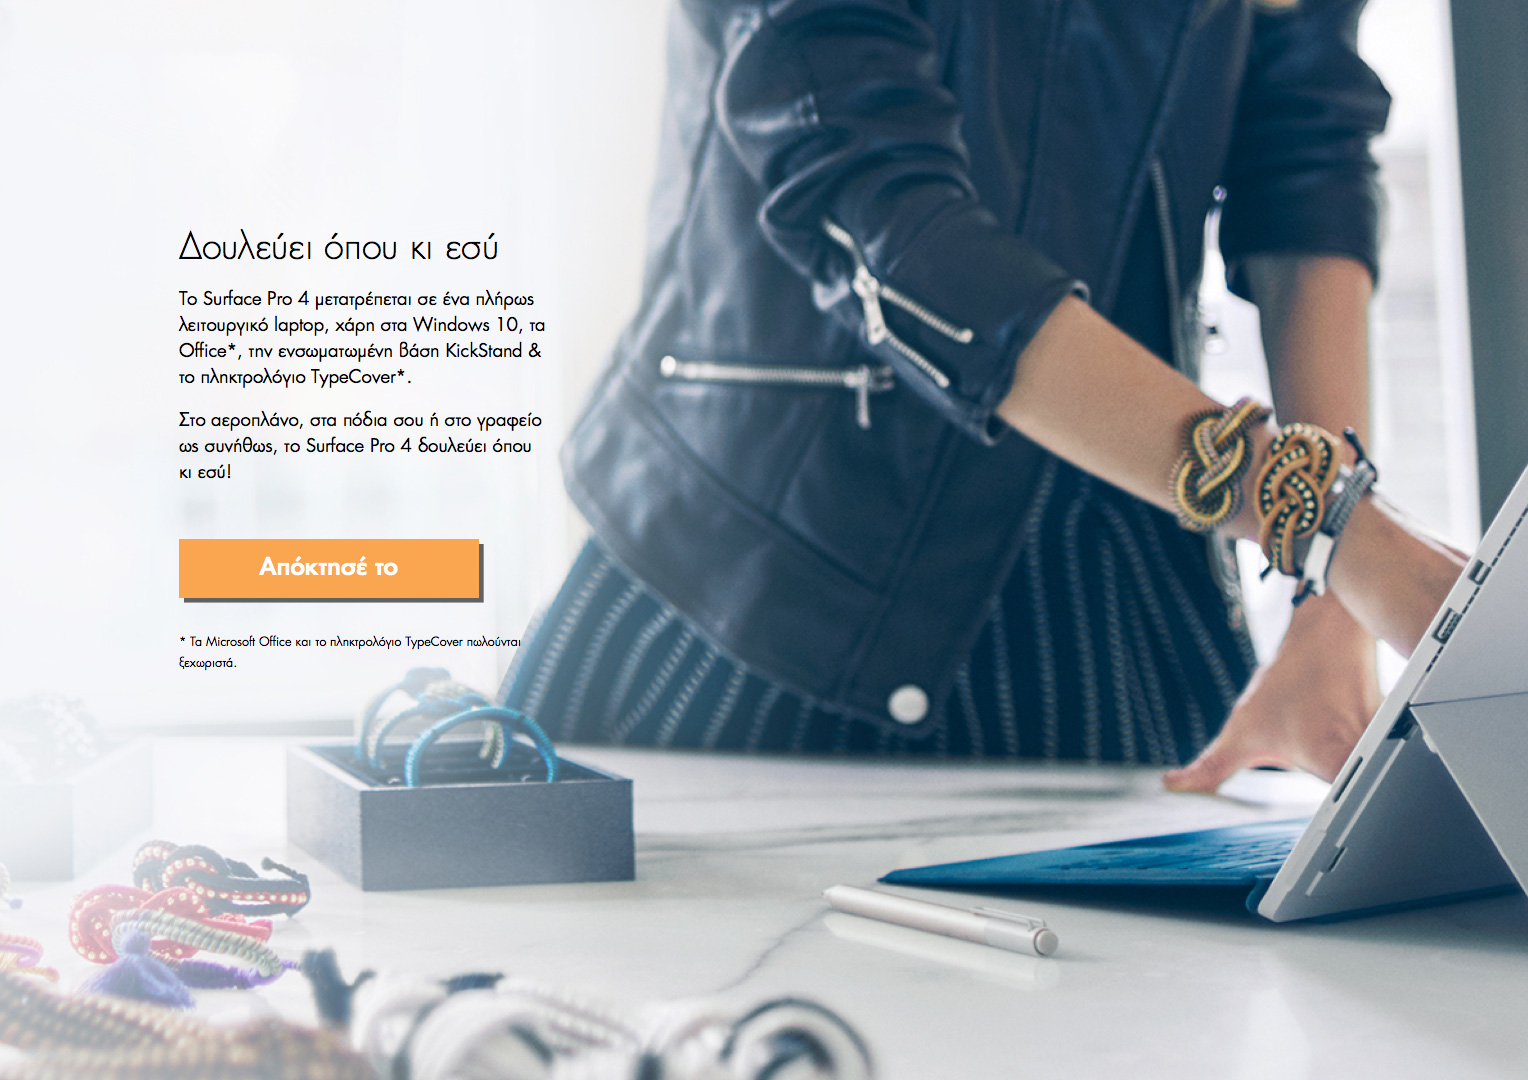 Δουλεύει όπου κι εσύ
Το Surface Pro 4 μετατρέπεται σε ένα πλήρως
λειτουργικό laptop, χάρη στα Windows 10, τα
Office*, την ενσωματωμένη βάση KickStand &
το πληκτρολόγιο TypeCover*.
Στο αεροπλάνο, στα πόδια σου ή στο γραφείο
ως συνήθως, το Surface Pro 4 δουλεύει όπου
κι εσύ!
Απόκτησέ το
* Τα Microsoft Office και το πληκτρολόγιο TypeCover πωλούνται
ξεχωριστά.